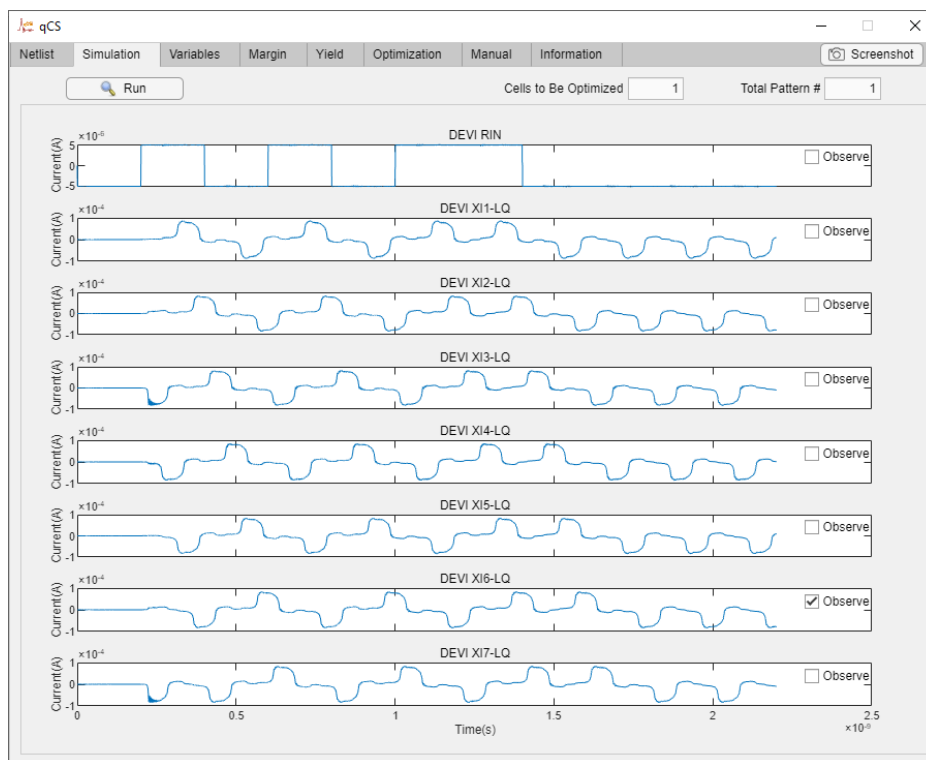 qCS
Netlist Simulation Variables Margin Yield Optimization Manual Information Screenshot
Run Cells to Be Optimized 1 Total Pattern # 1
×10⁻⁶
DEVI RIN
Current(A)
5
0
-5
Observe
×10⁻⁴
DEVI XI1-LQ
Current(A)
1
0
-1
Observe
×10⁻⁴
DEVI XI2-LQ
Current(A)
1
0
-1
Observe
×10⁻⁴
DEVI XI3-LQ
Current(A)
1
0
-1
Observe
×10⁻⁴
DEVI XI4-LQ
Current(A)
1
0
-1
Observe
×10⁻⁴
DEVI XI5-LQ
Current(A)
1
0
-1
Observe
×10⁻⁴
DEVI XI6-LQ
Current(A)
1
0
-1
Observe
×10⁻⁴
DEVI XI7-LQ
Current(A)
1
0
-1
Observe
0 0.5 1 1.5 2 2.5
Time(s)
×10⁻⁹